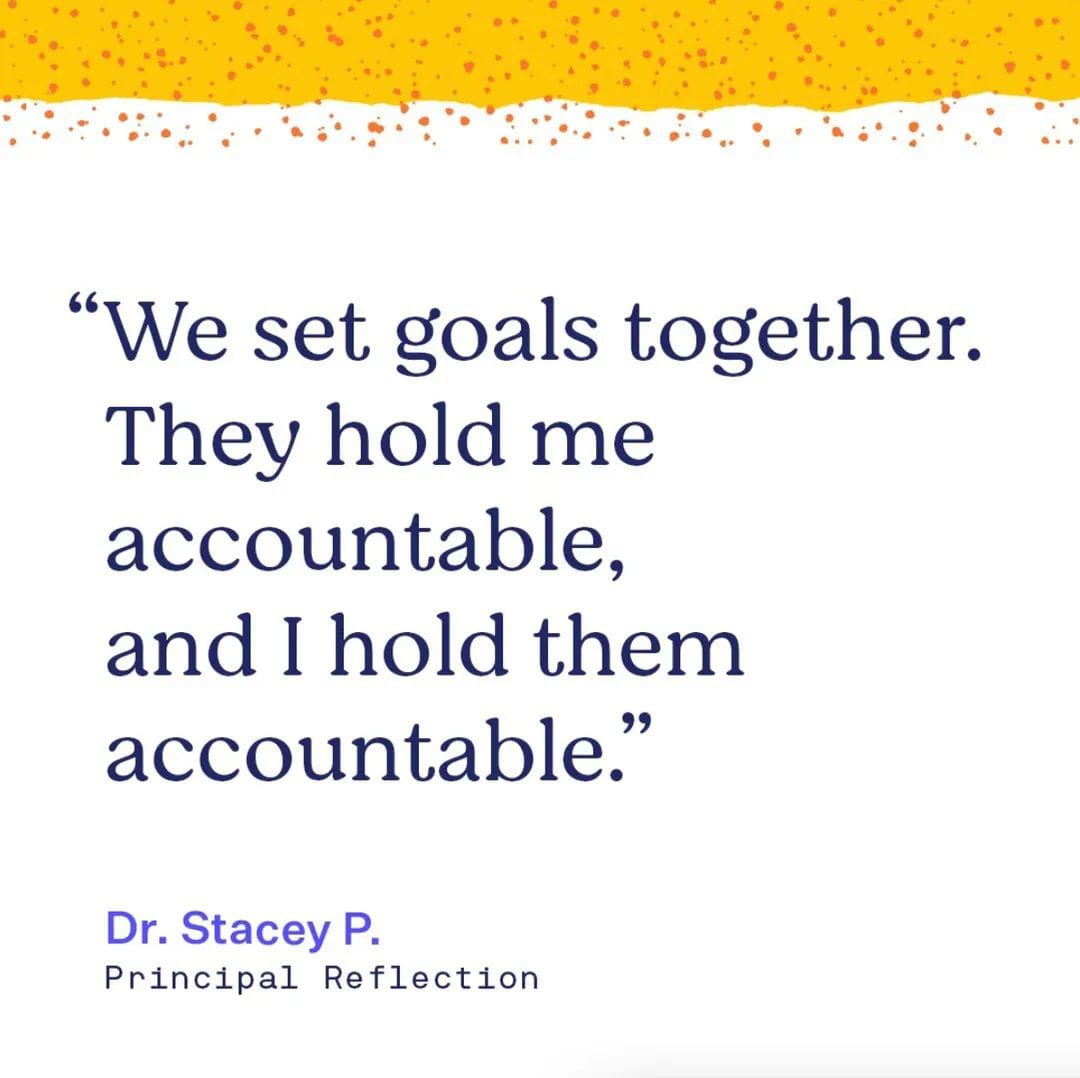 “We set goals together.
They hold me
accountable,
and I hold them
accountable.”
Dr. Stacey P.
Principal Reflection